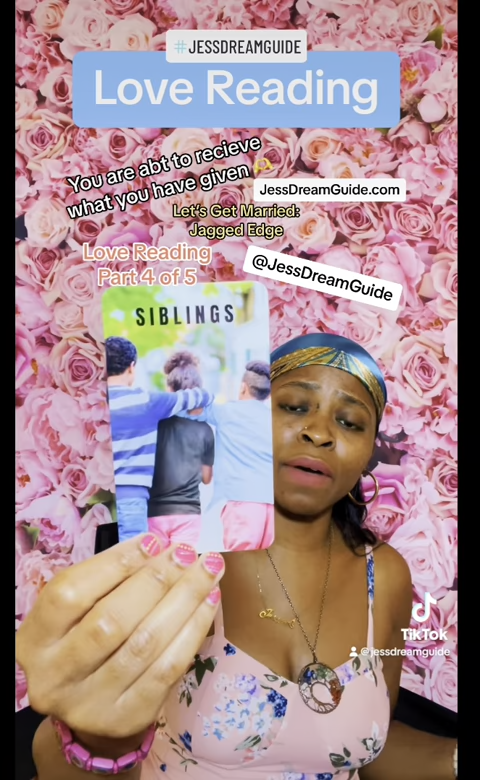 #JESSDREAMGUIDE
Love Reading
You are abt to recieve
what you have given
JessDreamGuide.com
Let's Get Married:
Jagged Edge
Love Reading
Part 4 of 5
@JessDreamGuide
SIBLINGS
TikTok
@jessdreamguide